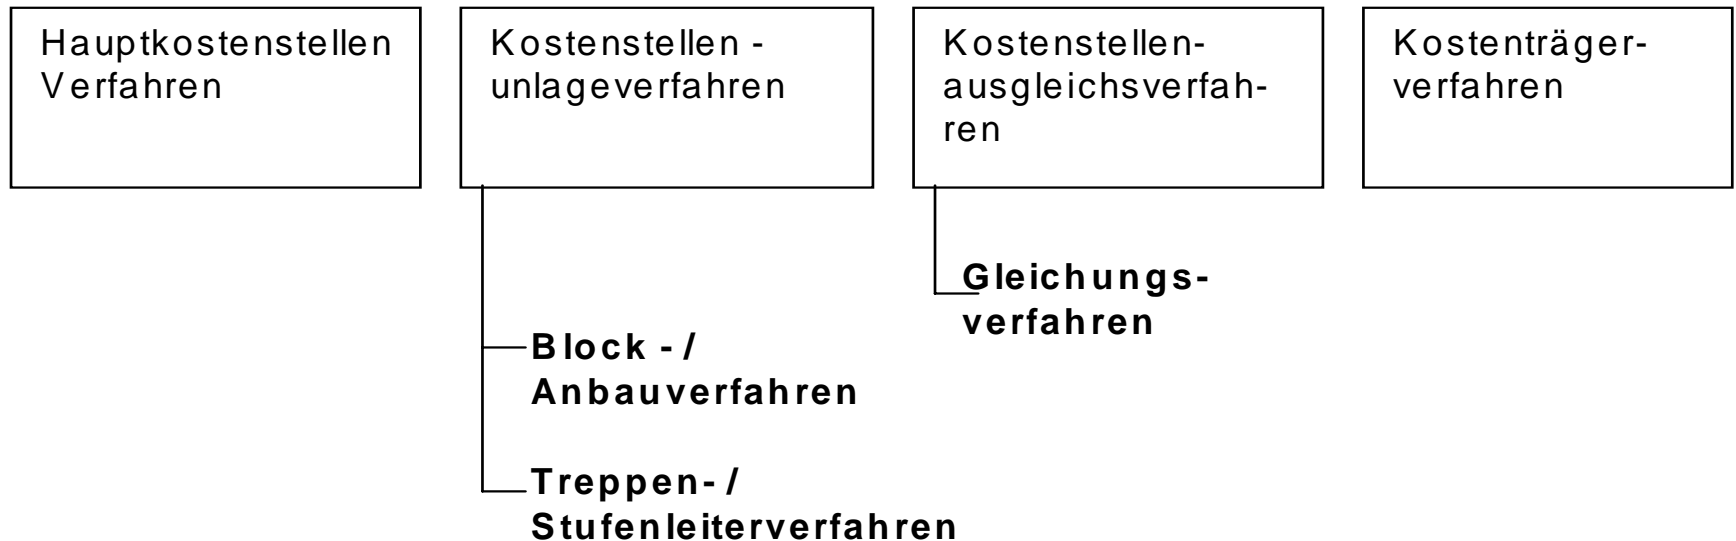 Hauptkostenstellen
Verfahren
Kostenstellen -
unlageverfahren
Block - /
Anbauverfahren
Treppen- /
Stufenleiterverfahren
Kostenstellen-
ausgleichsverfah-
ren
Gleichungs-
verfahren
Kostenträger-
verfahren